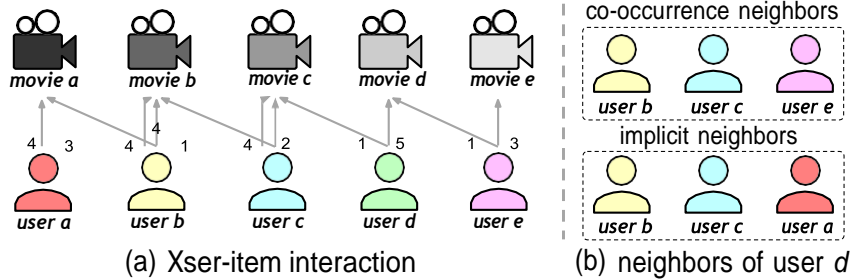 co-occurrence neighbors
movie a movie b movie c movie d movie e
user b user c user e
4
4 3 4 1 4 2 1 5 1 3
implicit neighbors
user a user b user c user d user e
user b user c user a
(a) Xser-item interaction
(b) neighbors of user d